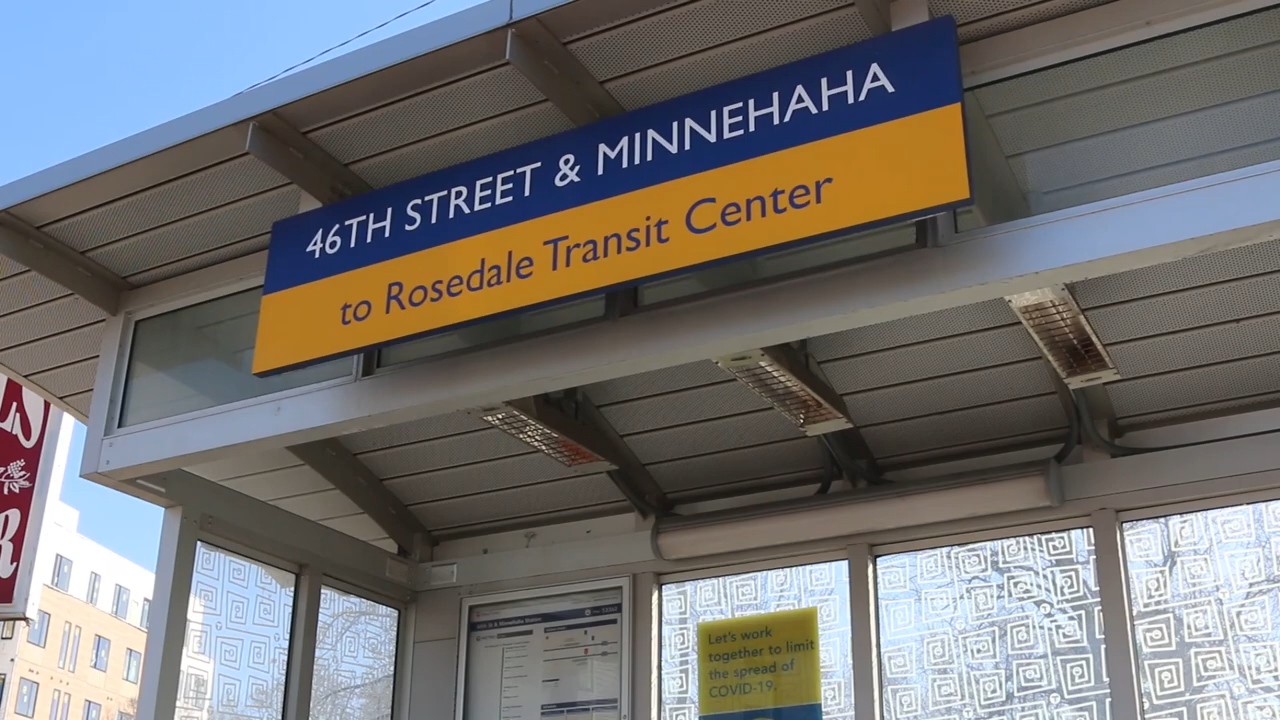 46TH STREET & MINNEHAHA
to Rosedale Transit Center
Let's work
together to limit
the spread of
COVID-19.